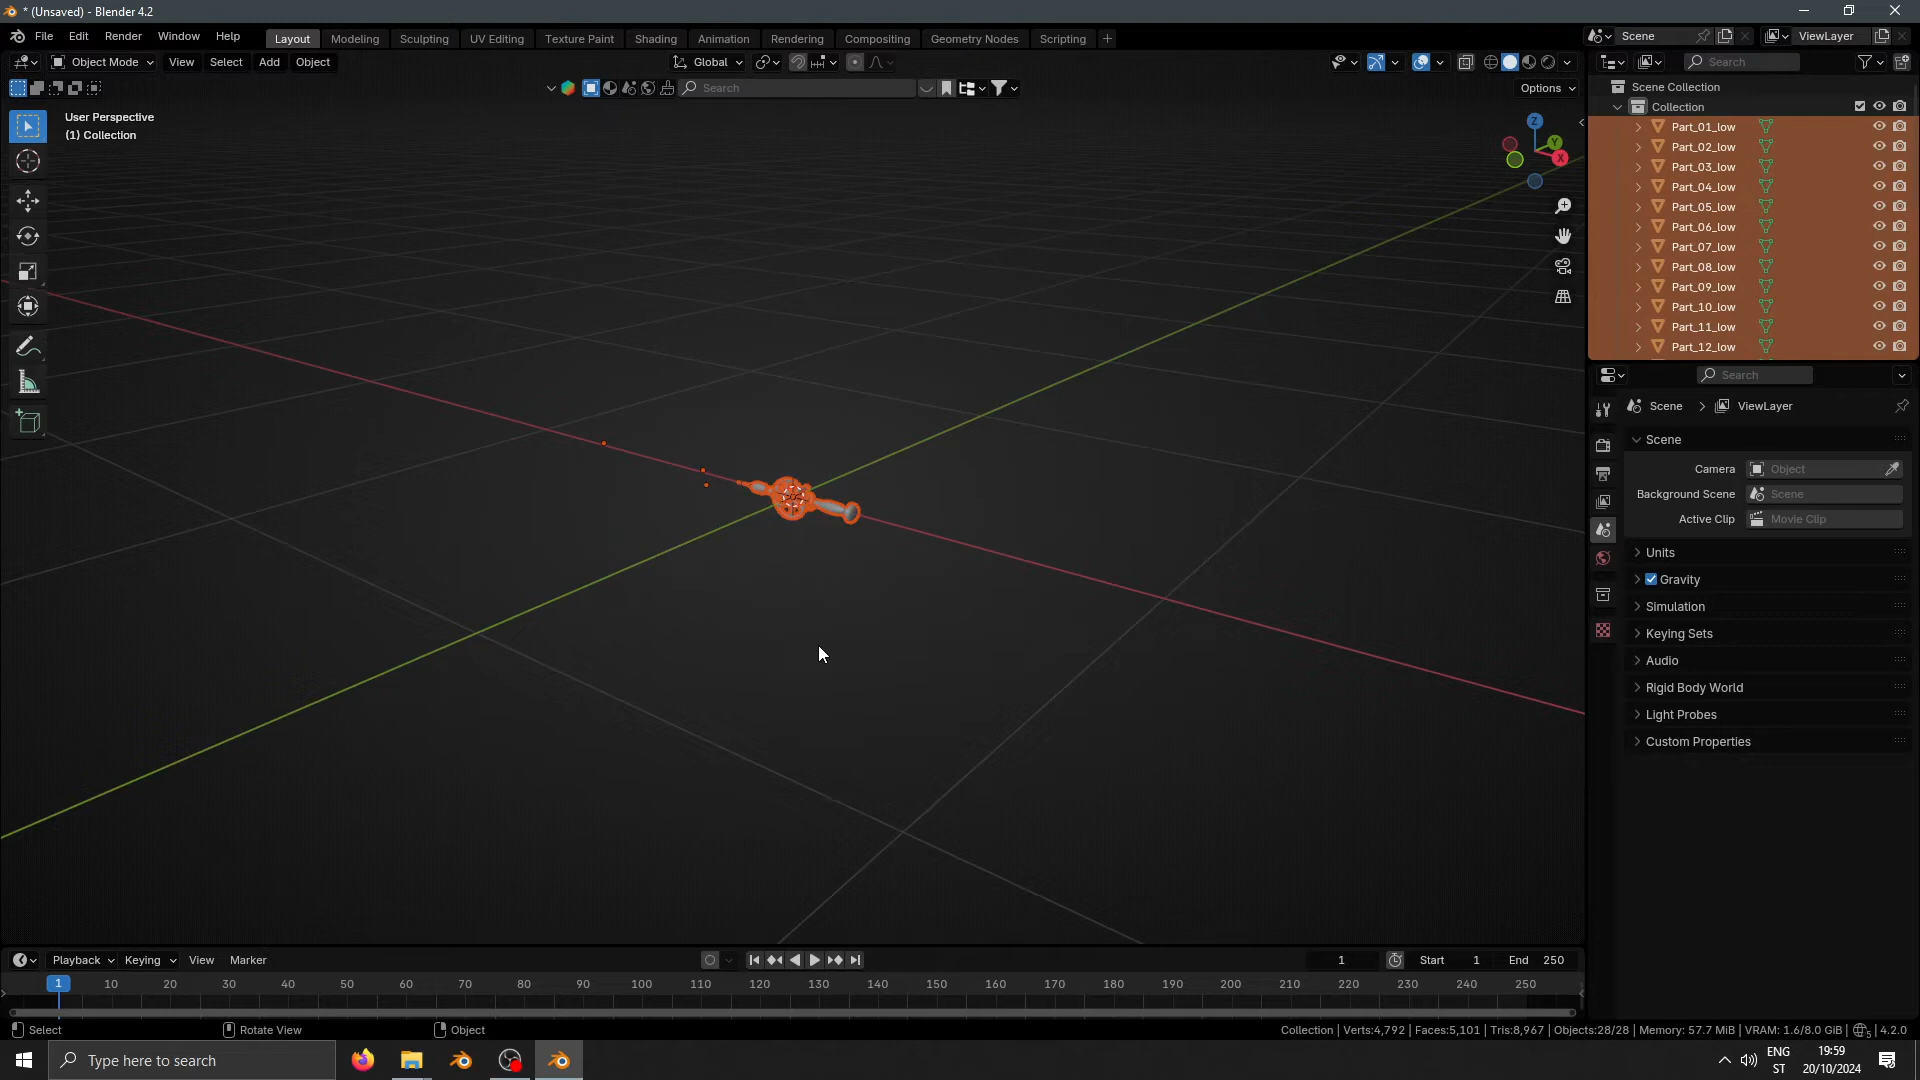 * (Unsaved) - Blender 4.2
File Edit Render Window Help
Layout Modeling Sculpting UV Editing Texture Paint Shading Animation Rendering Compositing Geometry Nodes Scripting +
Scene ViewLayer
Object Mode View Select Add Object
Global
Search
Search
Options
User Perspective
(1) Collection
Z
Y
X
Scene Collection
Collection
Part_01_low
Part_02_low
Part_03_low
Part_04_low
Part_05_low
Part_06_low
Part_07_low
Part_08_low
Part_09_low
Part_10_low
Part_11_low
Part_12_low
Search
Scene > ViewLayer
Scene
Camera Object
Background Scene Scene
Active Clip Movie Clip
Units
Gravity
Simulation
Keying Sets
Audio
Rigid Body World
Light Probes
Custom Properties
Playback Keying View Marker
1 Start 1 End 250
1 10 20 30 40 50 60 70 80 90 100 110 120 130 140 150 160 170 180 190 200 210 220 230 240 250
Select Rotate View Object
Collection | Verts:4,792 | Faces:5,101 | Tris:8,967 | Objects:28/28 | Memory: 57.7 MiB | VRAM: 1.6/8.0 GiB | 5 | 4.2.0
Type here to search
ENG
ST
19:59
20/10/2024